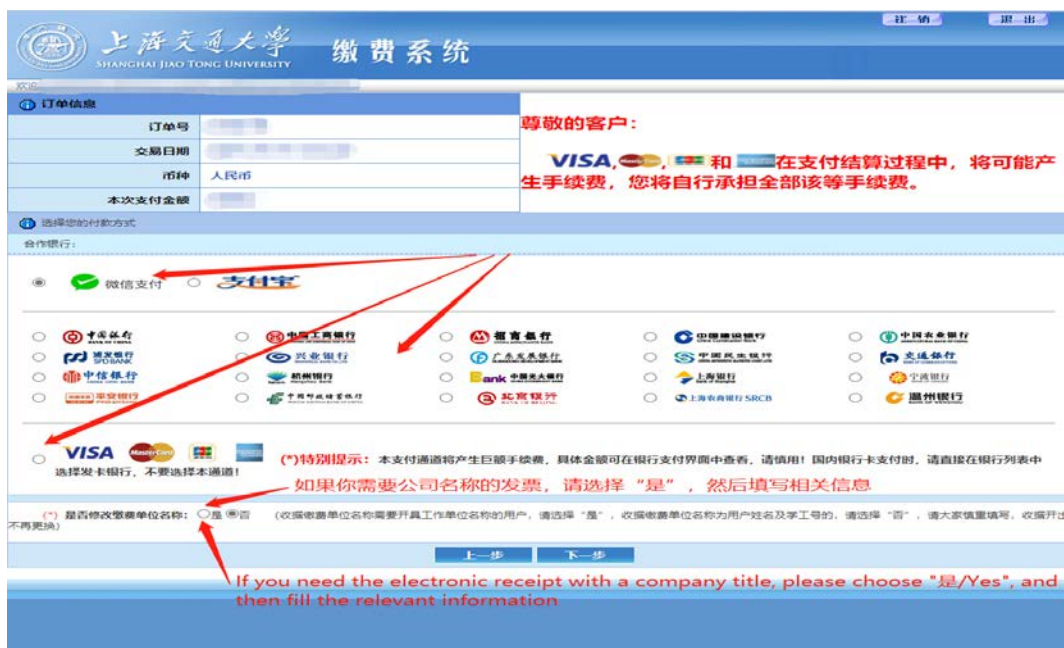 注 销
退 出
上海交通大學
SHANGHAI JIAO TONG UNIVERSITY
缴费系统
欢迎
订单信息
订单号
交易日期
币种 人民币
本次支付金额
尊敬的客户：
VISA, MasterCard, 和 在支付结算过程中，将可能产
生手续费，您将自行承担全部该等手续费。
选择您的付款方式
合作银行：
微信支付 支付宝
中国银行 中国工商银行 招商银行 中国建设银行 中国农业银行
浦发银行 SPD BANK 兴业银行 广东发展银行 中国民生银行 交通银行
中信银行 杭州银行 Bank 中国光大银行 上海银行 宁波银行
平安银行 中国邮政储蓄银行 北京银行 上海农商银行 SRCB 温州银行
VISA MasterCard
(*)特别提示：本支付通道将产生巨额手续费，具体金额可在银行支付界面中查看，请慎用！国内银行卡支付时，请直接在银行列表中
选择发卡银行，不要选择本通道！
如果你需要公司名称的发票，请选择“是”，然后填写相关信息
(*) 是否修改缴费单位名称： 是 否 （收据缴费单位名称需要开具工作单位名称的用户，请选择“是”，收据缴费单位名称为用户姓名及学工号的，请选择“否”，请大家慎重填写，收据开出
不再更换）
上一步 下一步
If you need the electronic receipt with a company title, please choose "是/Yes", and
then fill the relevant information